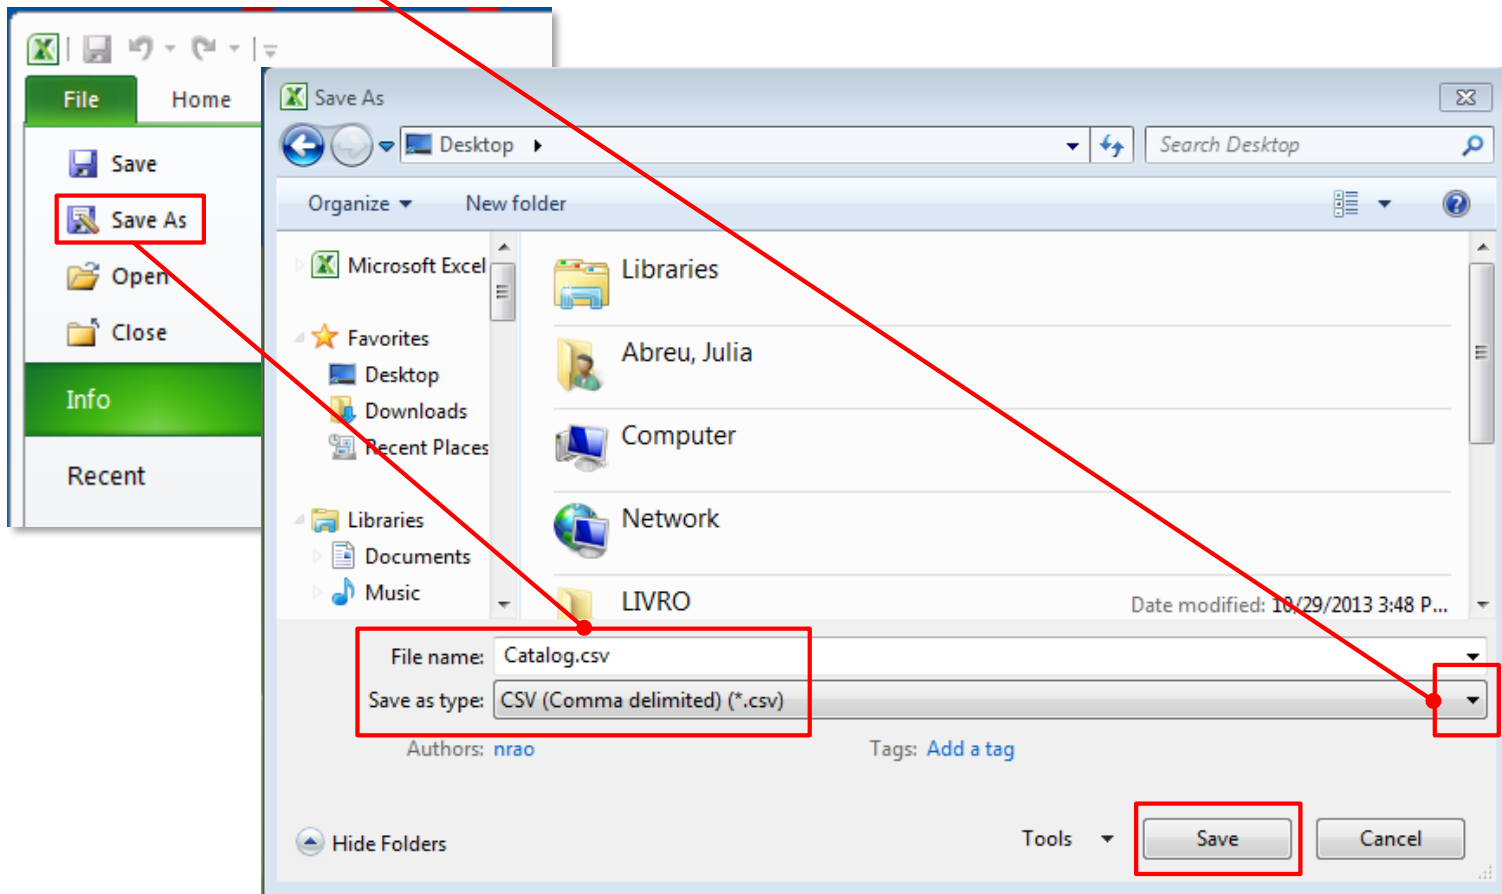 File Home
Save
Save As
Open
Close
Info
Recent
Save As
Desktop
Search Desktop
Organize New folder
Microsoft Excel
Favorites
Desktop
Downloads
Recent Places
Libraries
Documents
Music
Libraries
Abreu, Julia
Computer
Network
LIVRO
Date modified: 10/29/2013 3:48 P...
File name: Catalog.csv
Save as type: CSV (Comma delimited) (*.csv)
Authors: nrao Tags: Add a tag
Hide Folders
Tools Save Cancel